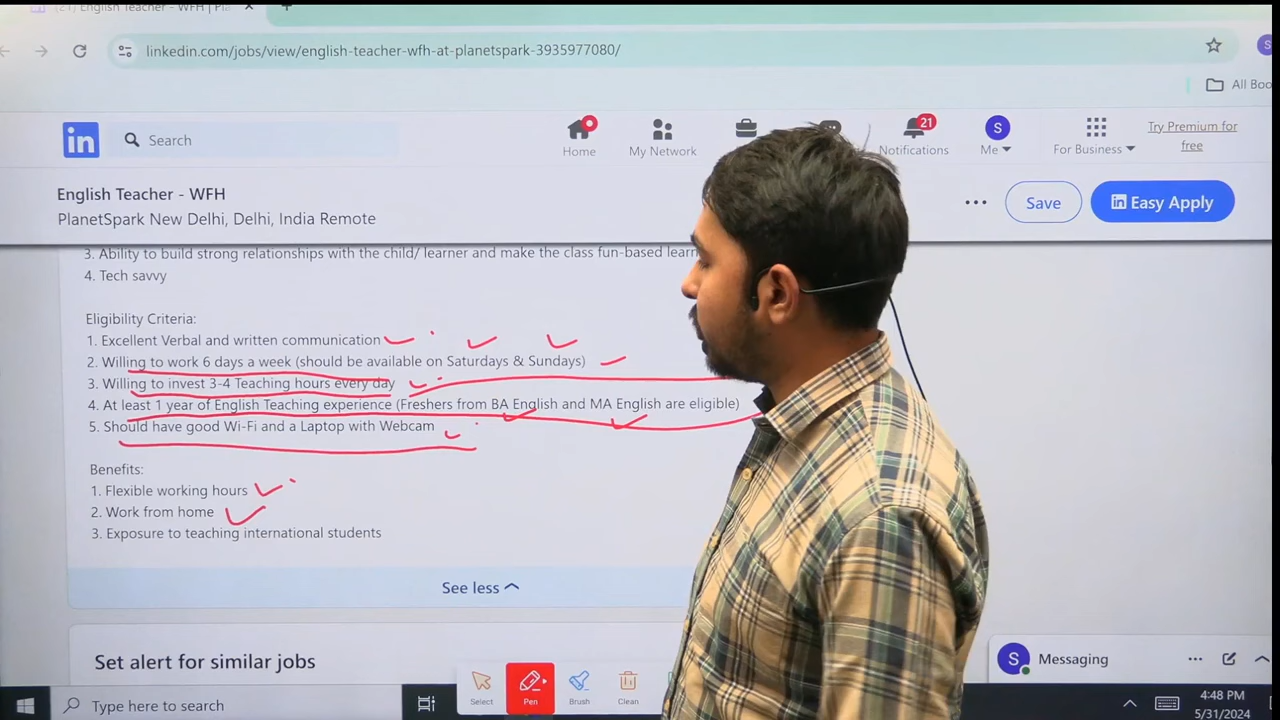 English Teacher - WFH | Pla
linkedin.com/jobs/view/english-teacher-wfh-at-planetspark-3935977080/
All Boo
in Search
Home
My Network
21
Notifications
S
Me
For Business
Try Premium for
free
English Teacher - WFH
PlanetSpark New Delhi, Delhi, India Remote
Save
in Easy Apply
3. Ability to build strong relationships with the child/ learner and make the class fun-based learn
4. Tech savvy
Eligibility Criteria:
1. Excellent Verbal and written communication
2. Willing to work 6 days a week (should be available on Saturdays & Sundays)
3. Willing to invest 3-4 Teaching hours every day
4. At least 1 year of English Teaching experience (Freshers from BA English and MA English are eligible)
5. Should have good Wi-Fi and a Laptop with Webcam
Benefits:
1. Flexible working hours
2. Work from home
3. Exposure to teaching international students
See less
Set alert for similar jobs
S Messaging
Select
Pen
Brush
Clean
Type here to search
4:48 PM
5/31/2024